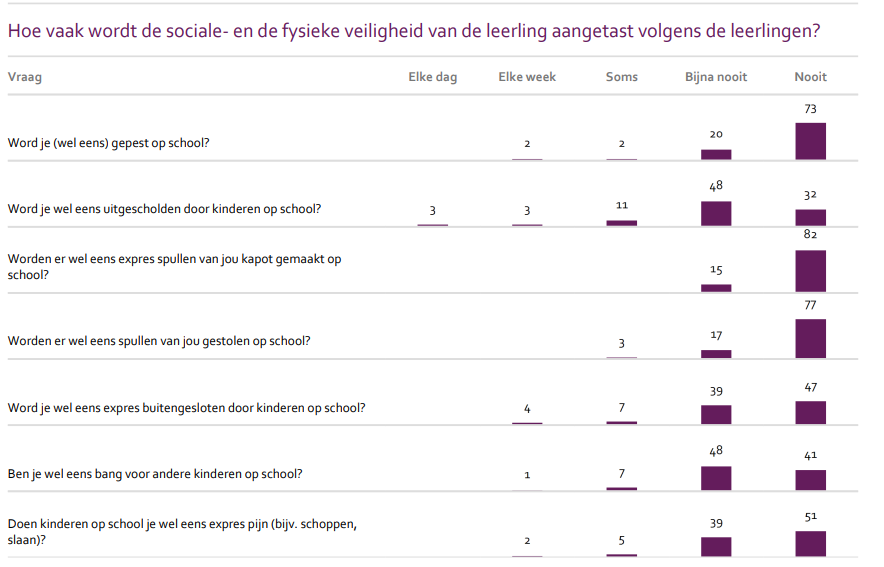 Hoe vaak wordt de sociale- en de fysieke veiligheid van de leerling aangetast volgens de leerlingen?
Vraag Elke dag Elke week Soms Bijna nooit Nooit
Word je (wel eens) gepest op school? 2 2 20 73
Word je wel eens uitgescholden door kinderen op school? 3 3 11 48 32
Worden er wel eens expres spullen van jou kapot gemaakt op
school? 15 82
Worden er wel eens spullen van jou gestolen op school? 3 17 77
Word je wel eens expres buitengesloten door kinderen op school? 4 7 39 47
Ben je wel eens bang voor andere kinderen op school? 1 7 48 41
Doen kinderen op school je wel eens expres pijn (bijv. schoppen,
slaan)? 2 5 39 51